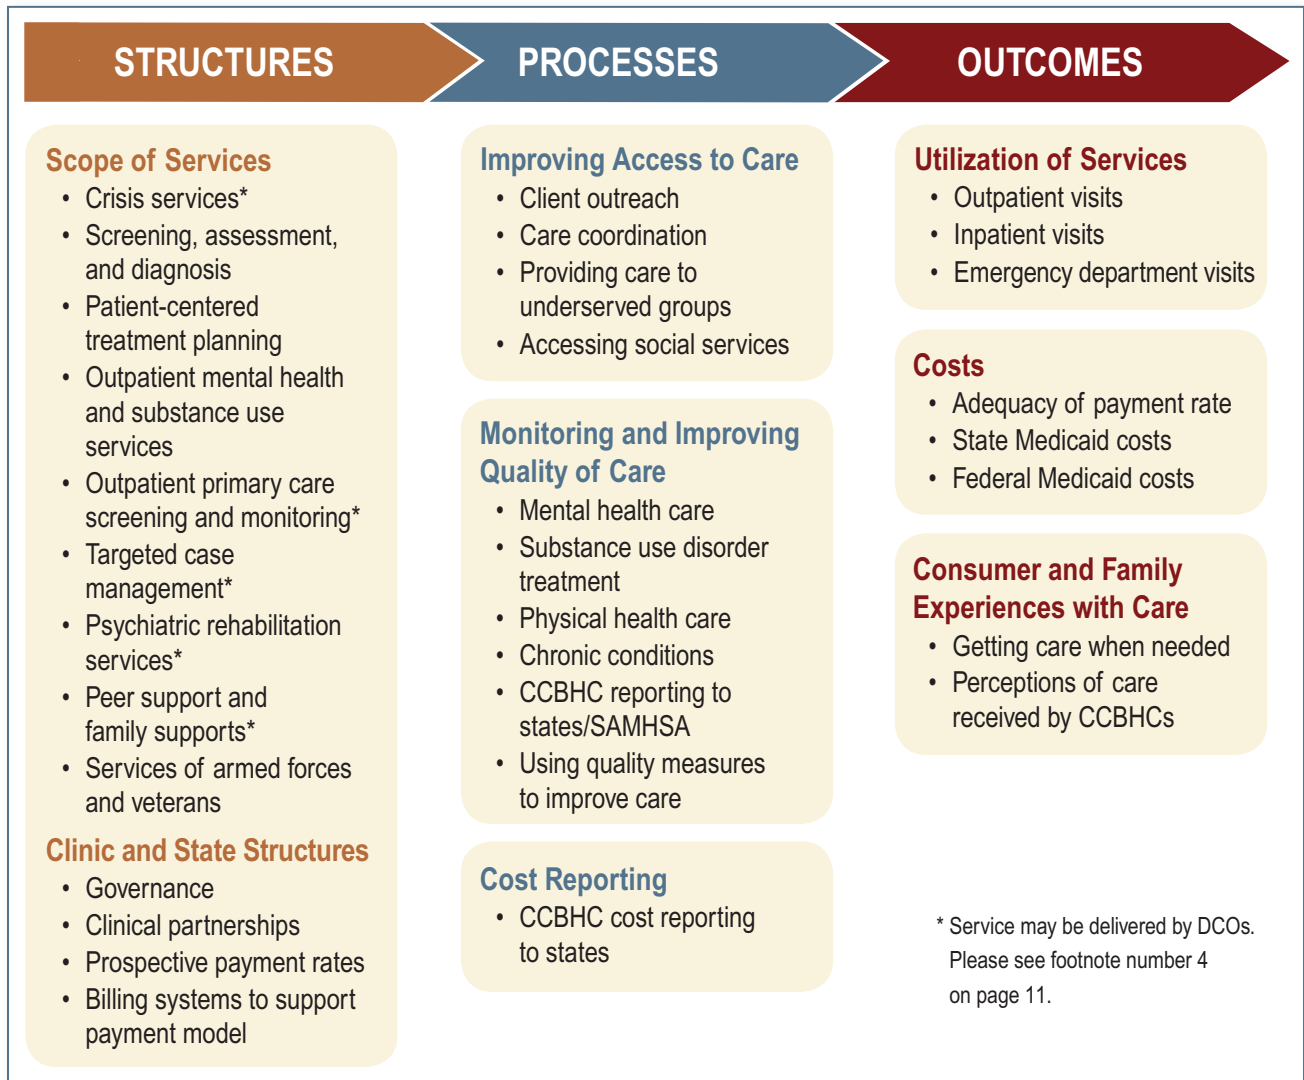 STRUCTURES
PROCESSES
OUTCOMES
Scope of Services
• Crisis services*
• Screening, assessment,
and diagnosis
• Patient-centered
treatment planning
• Outpatient mental health
and substance use
services
• Outpatient primary care
screening and monitoring*
• Targeted case
management*
• Psychiatric rehabilitation
services*
• Peer support and
family supports*
• Services of armed forces
and veterans
Clinic and State Structures
• Governance
• Clinical partnerships
• Prospective payment rates
• Billing systems to support
payment model
Improving Access to Care
• Client outreach
• Care coordination
• Providing care to
underserved groups
• Accessing social services
Monitoring and Improving
Quality of Care
• Mental health care
• Substance use disorder
treatment
• Physical health care
• Chronic conditions
• CCBHC reporting to
states/SAMHSA
• Using quality measures
to improve care
Cost Reporting
• CCBHC cost reporting
to states
Utilization of Services
• Outpatient visits
• Inpatient visits
• Emergency department visits
Costs
• Adequacy of payment rate
• State Medicaid costs
• Federal Medicaid costs
Consumer and Family
Experiences with Care
• Getting care when needed
• Perceptions of care
received by CCBHCs
* Service may be delivered by DCOs.
Please see footnote number 4
on page 11.